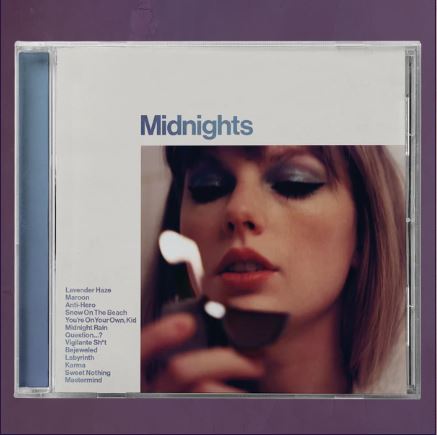 Midnights
Lavender Haze
Maroon
Anti-Hero
Snow On The Beach
You're On Your Own, Kid
Midnight Rain
Question...?
Vigilante Sh*t
Bejeweled
Labyrinth
Karma
Sweet Nothing
Mastermind